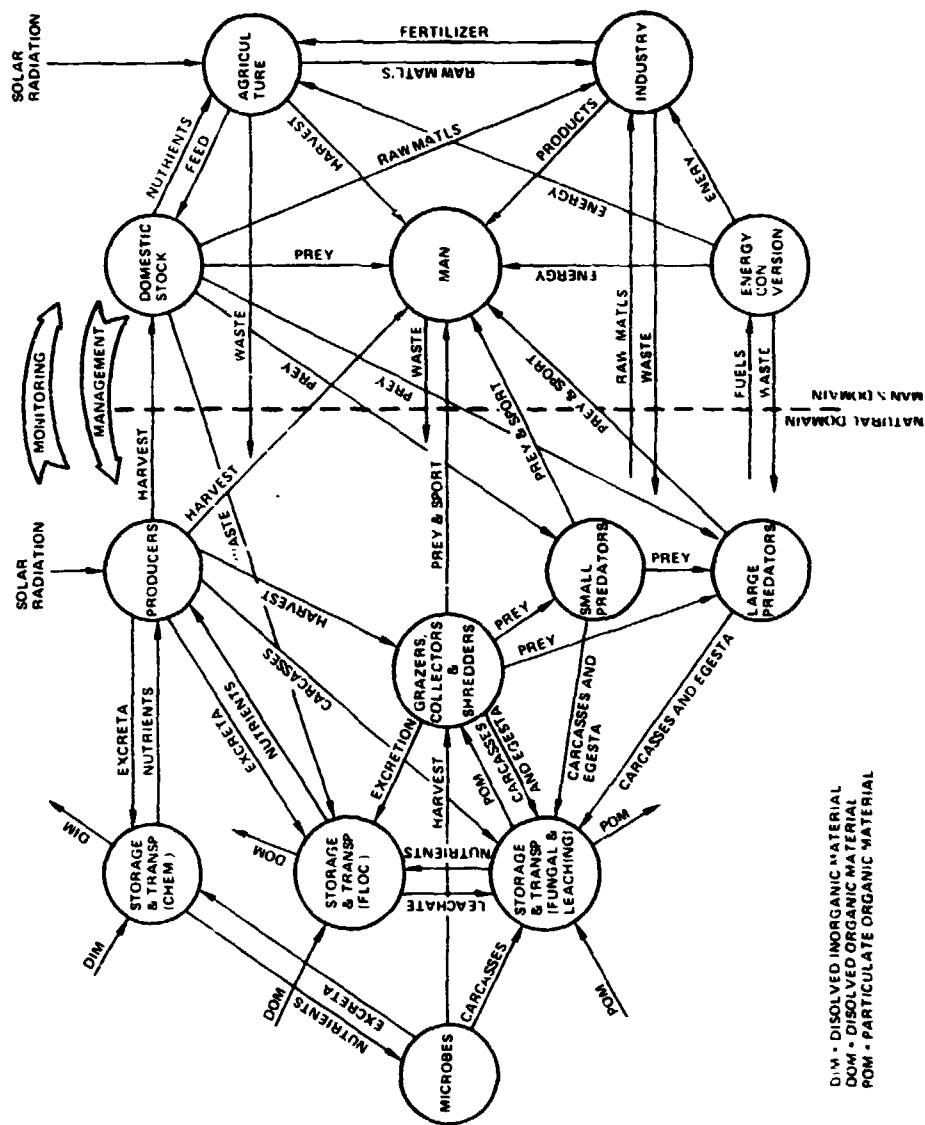 SOLAR
RADIATION
AGRICUL
TURE
FERTILIZER
RAW MATL'S
INDUSTRY
NUTRIENTS
FEED
HARVEST
RAW MATLS
PRODUCTS
ENERGY
ENERY
DOMESTIC
STOCK
PREY
MAN
ENERGY
ENERGY
CON
VERSION
MONITORING
MANAGEMENT
WASTE
WASTE
RAW MATLS
WASTE
FUELS
WASTE
MAN'S DOMAIN
NATURAL DOMAIN
HARVEST
HARVEST
PREY
PREY
PREY & SPORT
PREY & SPORT
PREY & SPORT
SOLAR
RADIATION
PRODUCERS
HARVEST
CARCASSES
SMALL
PREDATORS
PREY
LARGE
PREDATORS
GRAZERS,
COLLECTORS
&
SHREDDERS
PREY
PREY
EXCRETA
NUTRIENTS
EXCRETA
NUTRIENTS
EXCRETION
POM
CARCASSES
AND EGESTA
CARCASSES AND
EGESTA
CARCASSES AND EGESTA
HARVEST
DIM
STORAGE
& TRANSP
(CHEM)
DIM
DOM
STORAGE
& TRANSP
(FLOC)
DOM
NUTRIENTS
LEACHATE
STORAGE
& TRANSP
(FUNGAL &
LEACHING)
POM
POM
NUTRIENTS
EXCRETA
CARCASSES
MICROBES
DIM = DISOLVED INORGANIC MATERIAL
DOM = DISOLVED ORGANIC MATERIAL
POM = PARTICULATE ORGANIC MATERIAL